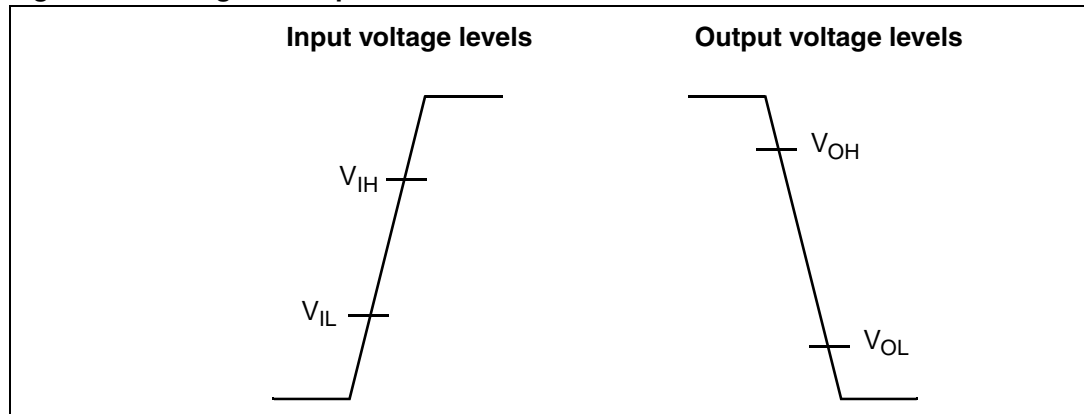 Input voltage levels
Output voltage levels
VOH
VIH
VIL
VOL